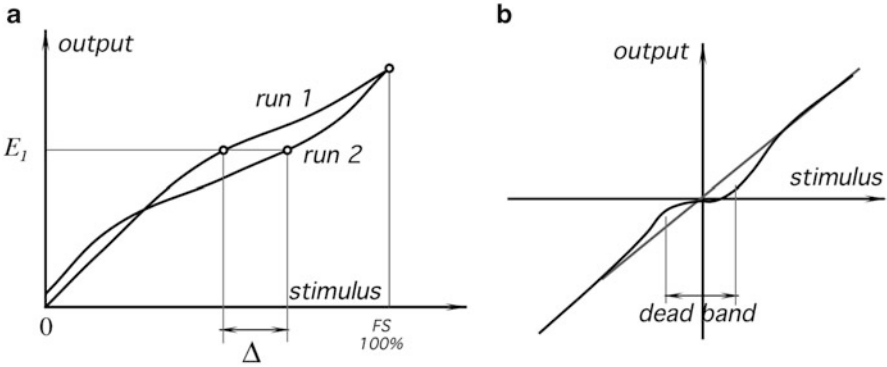 a
output
run 1
E1
run 2
stimulus
0
FS
100%
Δ
b
output
stimulus
dead band